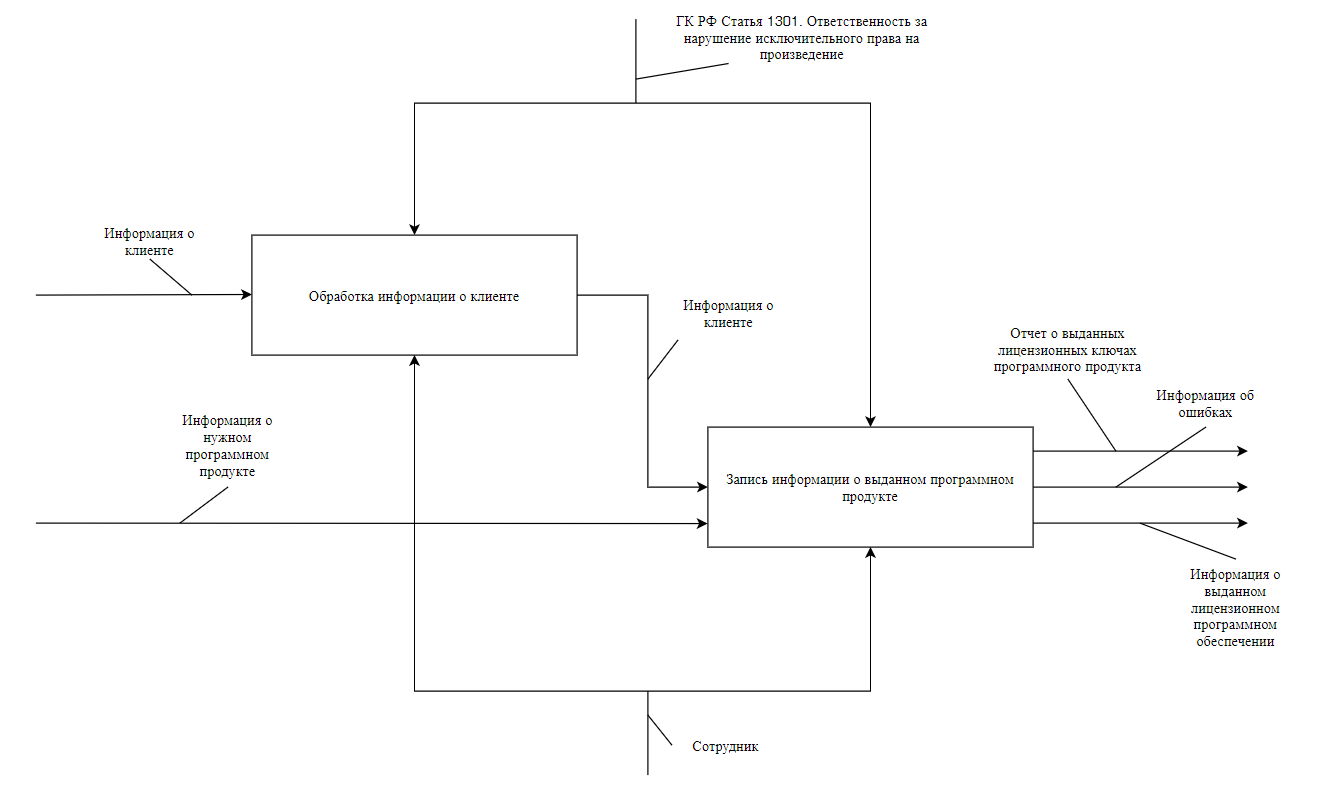 ГК РФ Статья 1301. Ответственность за
нарушение исключительного права на
произведение
Информация о
клиенте
Обработка информации о клиенте
Информация о
клиенте
Отчет о выданных
лицензионных ключах
программного продукта
Информация об
ошибках
Информация о
нужном
программном
продукте
Запись информации о выданном программном
продукте
Информация о
выданном
лицензионном
программном
обеспечении
Сотрудник